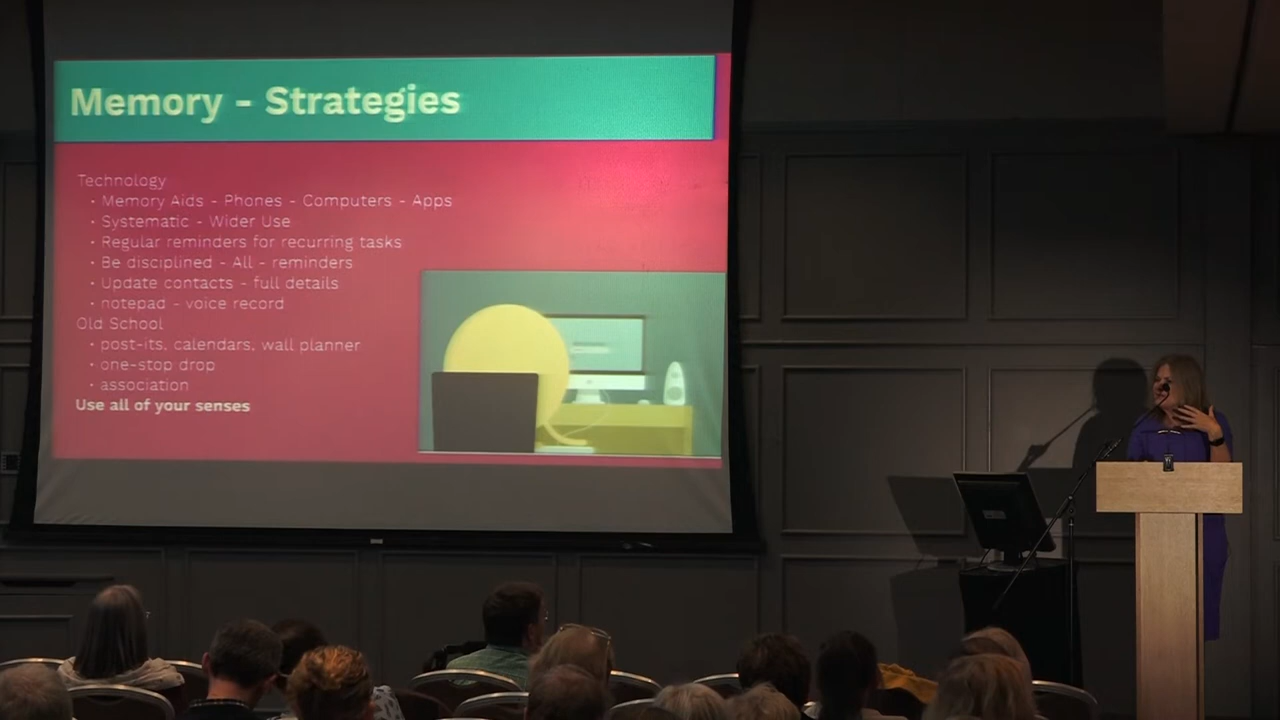 Memory - Strategies
Technology
• Memory Aids - Phones - Computers - Apps
• Systematic - Wider Use
• Regular reminders for recurring tasks
• Be disciplined - All - reminders
• Update contacts - full details
• notepad - voice record
Old School
• post-its, calendars, wall planner
• one-stop drop
• association
Use all of your senses